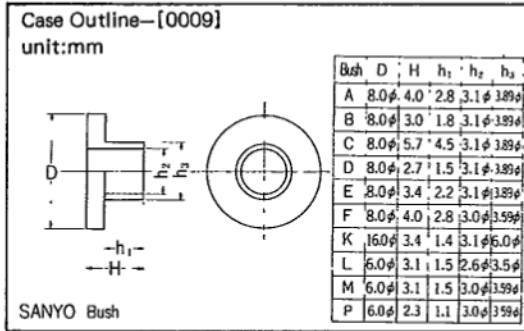 Case Outline–[0009]
unit:mm
Bush D H h₁ h₂ h₃
A 8.0φ 4.0 2.8 3.1φ 3.89φ
B 8.0φ 3.0 1.8 3.1φ 3.89φ
C 8.0φ 5.7 4.5 3.1φ 3.89φ
D 8.0φ 2.7 1.5 3.1φ 3.89φ
E 8.0φ 3.4 2.2 3.1φ 3.89φ
F 8.0φ 4.0 2.8 3.0φ 3.59φ
K 16.0φ 3.4 1.4 3.1φ 6.0φ
L 6.0φ 3.1 1.5 2.6φ 3.5φ
M 6.0φ 3.1 1.5 3.0φ 3.59φ
P 6.0φ 2.3 1.1 3.0φ 3.59φ
D h₂ h₃
h₁
H
SANYO Bush